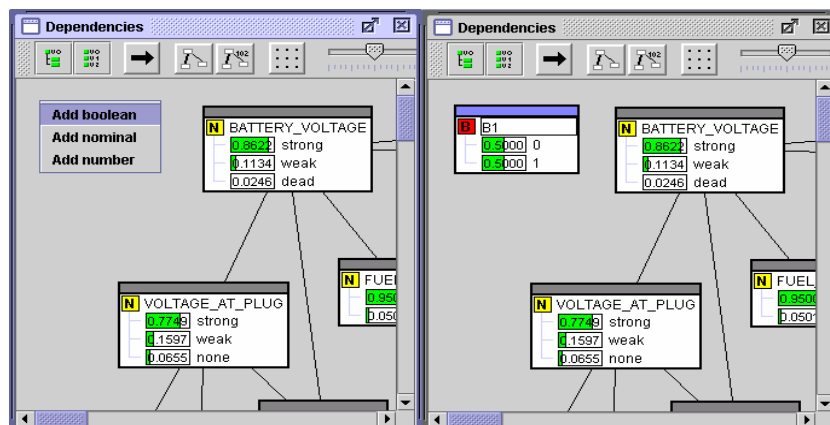 Dependencies
Add boolean
Add nominal
Add number
N BATTERY_VOLTAGE
0.8622 strong
0.1134 weak
0.0246 dead
N VOLTAGE_AT_PLUG
0.7749 strong
0.1597 weak
0.0655 none
N FUEL
0.950
0.050
Dependencies
B B1
0.5000 0
0.5000 1
N BATTERY_VOLTAGE
0.8622 strong
0.1134 weak
0.0246 dead
N VOLTAGE_AT_PLUG
0.7749 strong
0.1597 weak
0.0655 none
N FUEL_
0.9500
0.0501